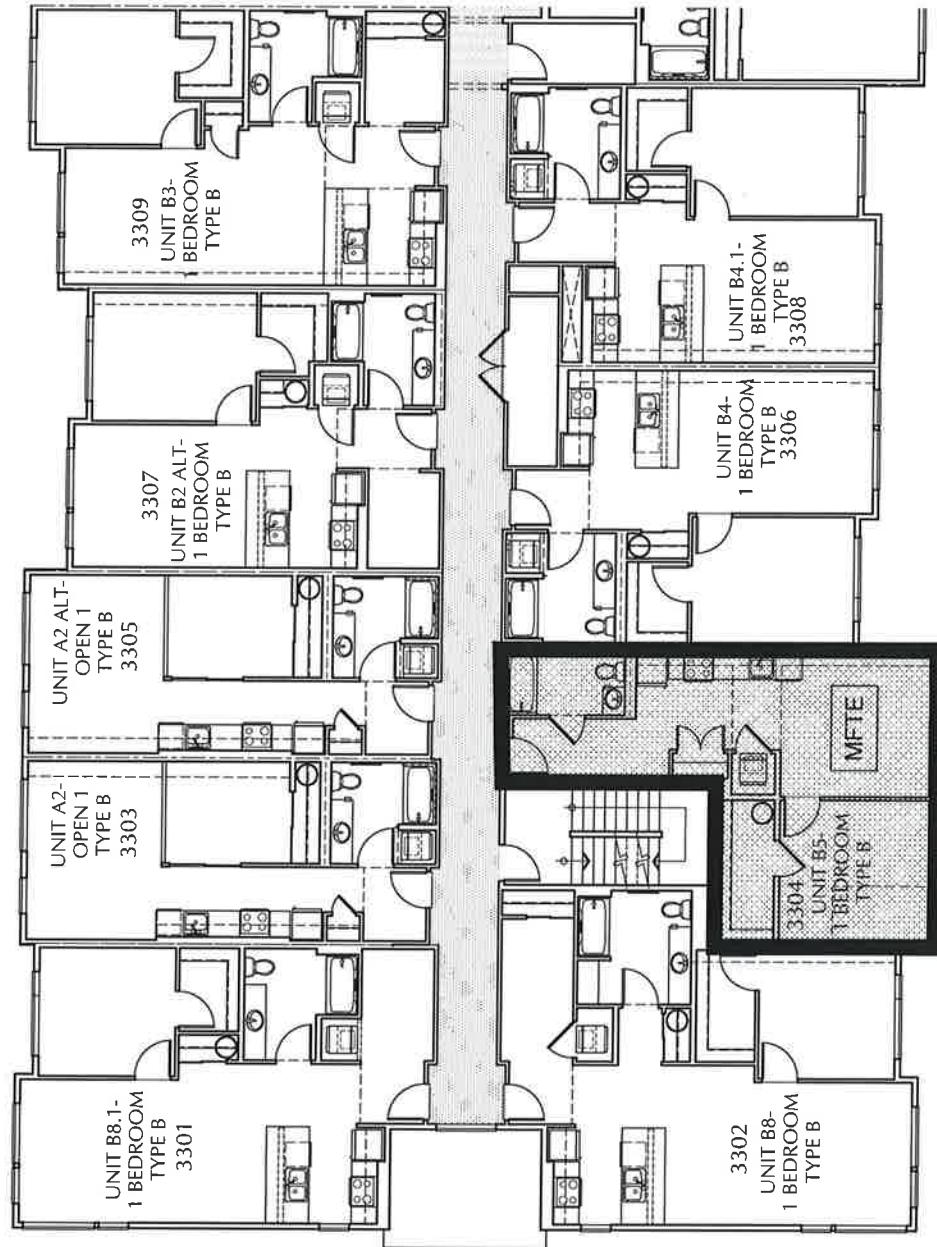 3309
UNIT B3-
BEDROOM
TYPE B
1
UNIT B4.1-
1 BEDROOM
TYPE B
3308
3307
UNIT B2 ALT-
1 BEDROOM
TYPE B
UNIT B4-
1 BEDROOM
TYPE B
3306
UNIT A2 ALT-
OPEN 1
TYPE B
3305
UNIT A2-
OPEN 1
TYPE B
3303
MFTE
3304
UNIT B5-
1 BEDROOM
TYPE B
UNIT B8.1-
1 BEDROOM
TYPE B
3301
3302
UNIT B8-
1 BEDROOM
TYPE B